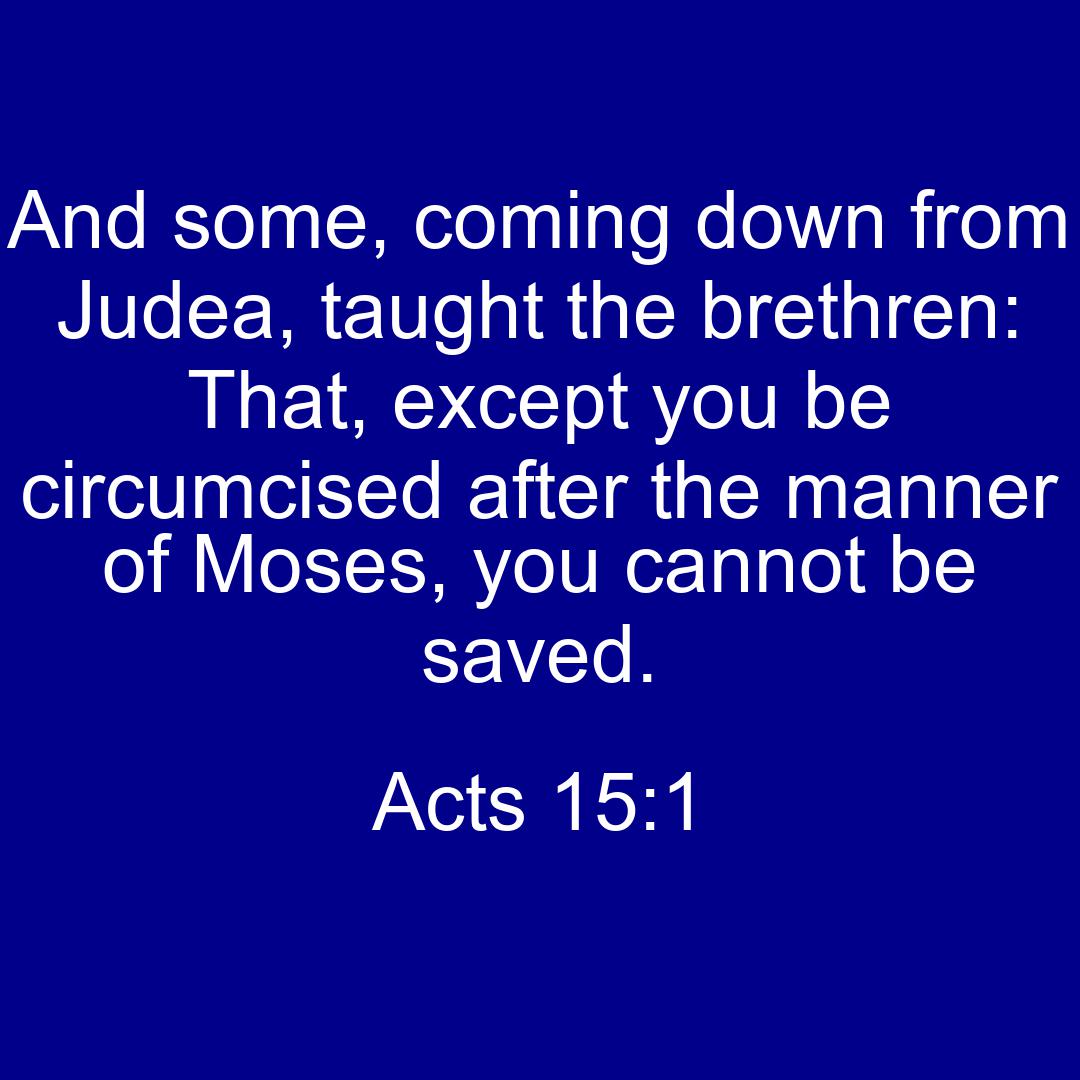 And some, coming down from
Judea, taught the brethren:
That, except you be
circumcised after the manner
of Moses, you cannot be
saved.
Acts 15:1